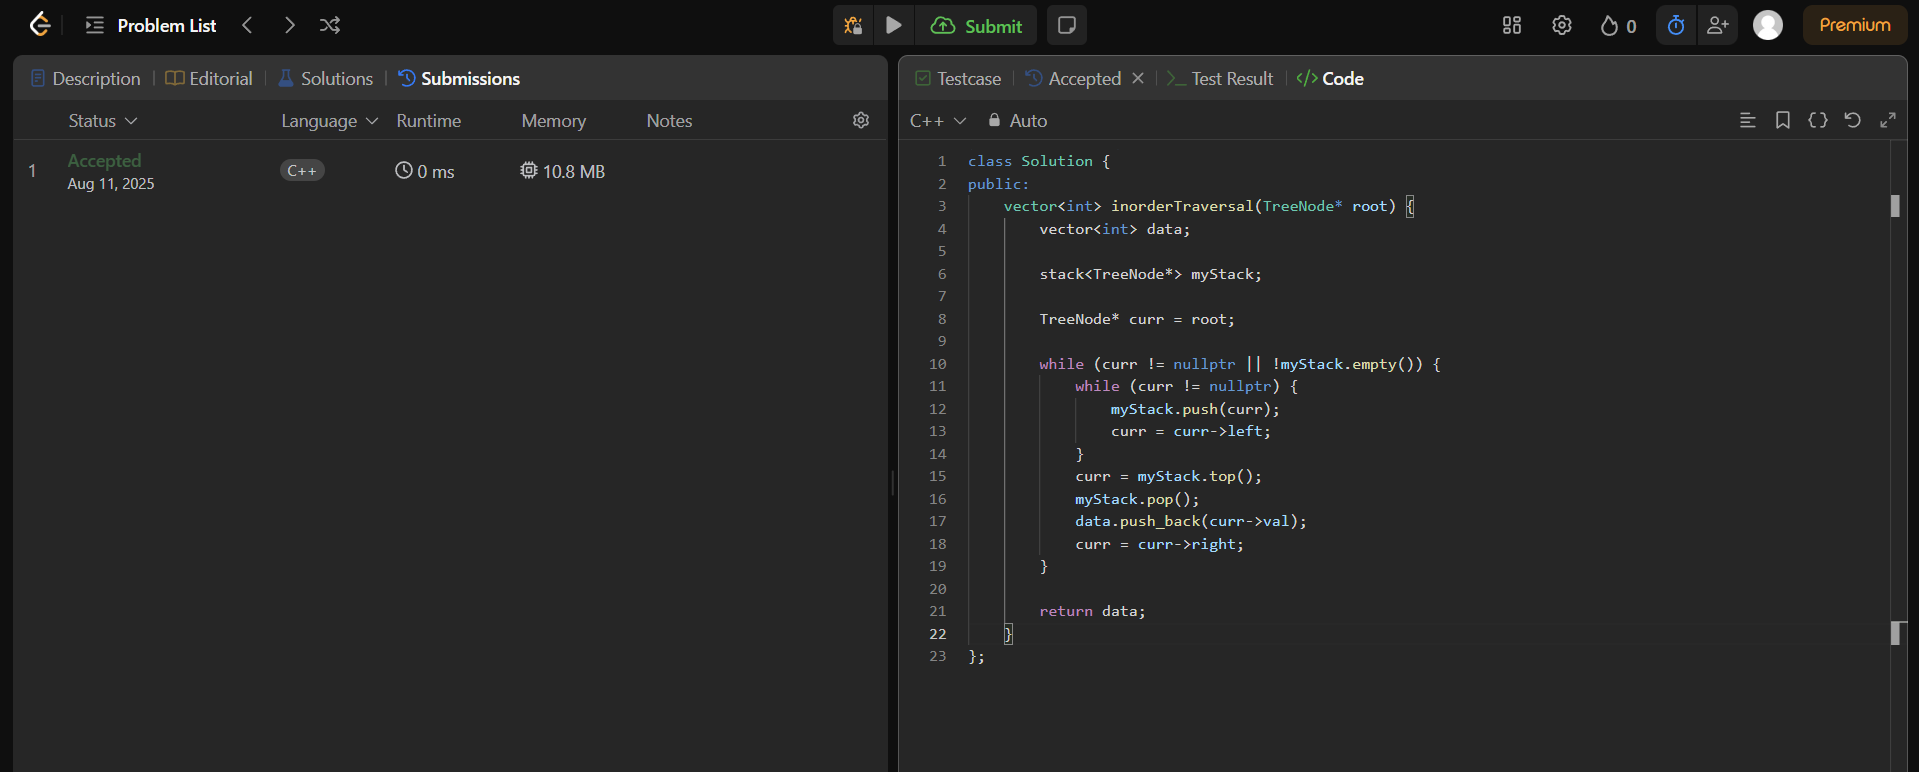 Problem List
Submit
0
Premium
Description | Editorial | Solutions | Submissions
Status Language Runtime Memory Notes
1 Accepted C++ 0 ms 10.8 MB
Aug 11, 2025
Testcase | Accepted | Test Result | Code
C++ Auto
1 class Solution {
2 public:
3     vector<int> inorderTraversal(TreeNode* root) {
4         vector<int> data;
5
6         stack<TreeNode*> myStack;
7
8         TreeNode* curr = root;
9
10         while (curr != nullptr || !myStack.empty()) {
11             while (curr != nullptr) {
12                 myStack.push(curr);
13                 curr = curr->left;
14             }
15             curr = myStack.top();
16             myStack.pop();
17             data.push_back(curr->val);
18             curr = curr->right;
19         }
20
21         return data;
22     }
23 };